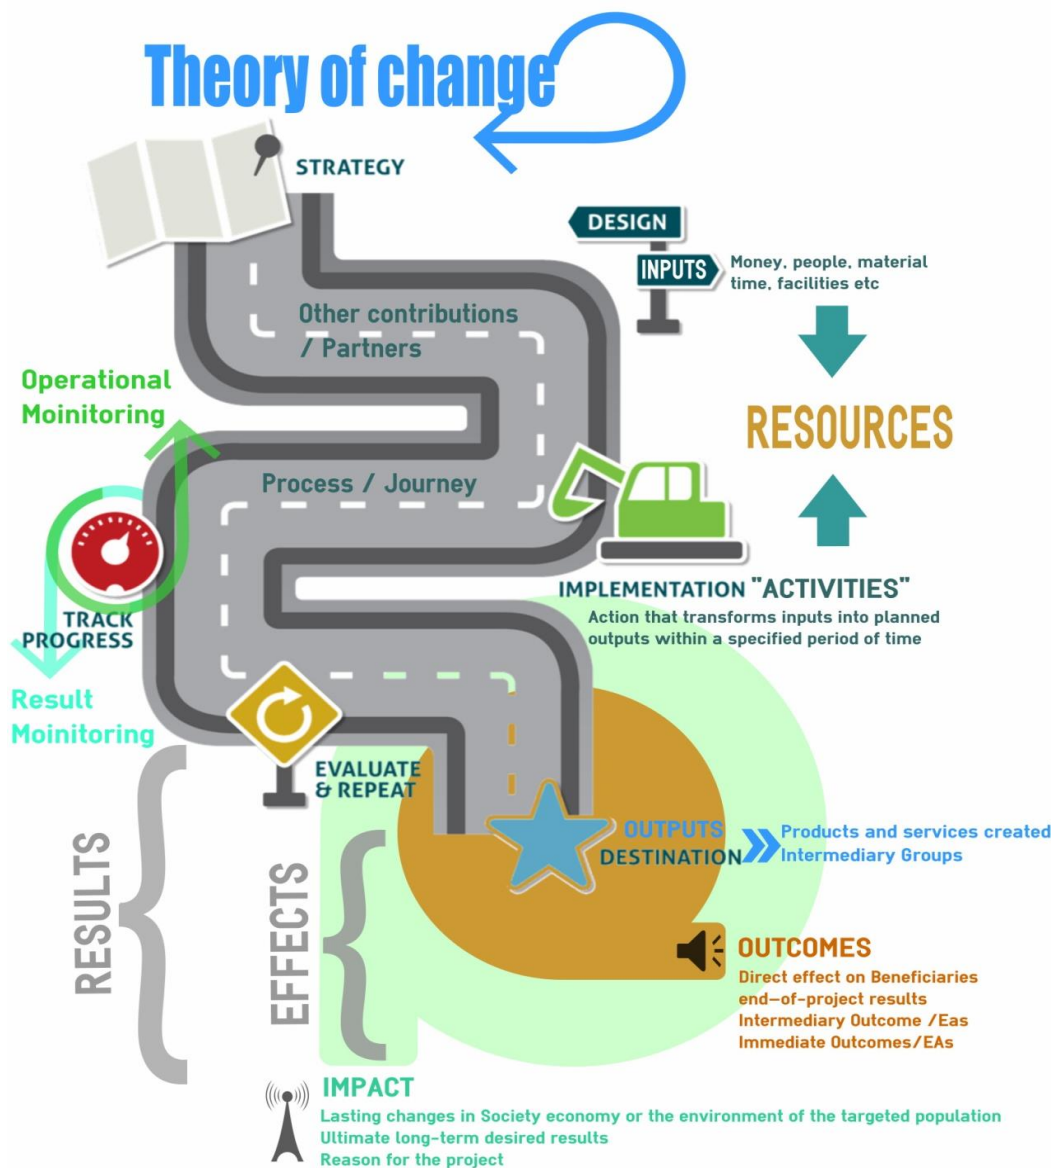 Theory of change
STRATEGY
DESIGN
INPUTS
Money, people, material
time, facilities etc
Other contributions
/ Partners
RESOURCES
Operational
Moinitoring
Process / Journey
TRACK
PROGRESS
IMPLEMENTATION "ACTIVITIES"
Action that transforms inputs into planned
outputs within a specified period of time
Result
Moinitoring
EVALUATE
& REPEAT
RESULTS
EFFECTS
OUTPUTS
DESTINATION
Products and services created
Intermediary Groups
OUTCOMES
Direct effect on Beneficiaries
end-of-project results
Intermediary Outcome /Eas
Immediate Outcomes/EAs
IMPACT
Lasting changes in Society economy or the environment of the targeted population
Ultimate long-term desired results
Reason for the project